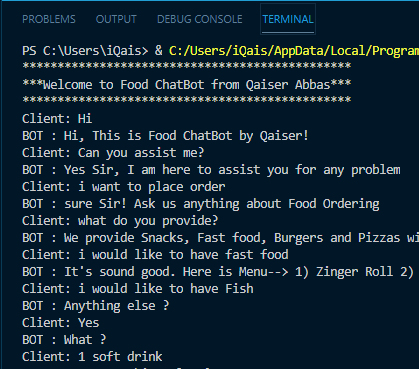 PROBLEMS OUTPUT DEBUG CONSOLE TERMINAL
PS C:\Users\iQais> & C:/Users/iQais/AppData/Local/Program
***********************************************
***Welcome to Food ChatBot from Qaiser Abbas***
***********************************************
Client: Hi
BOT : Hi, This is Food ChatBot by Qaiser!
Client: Can you assist me?
BOT : Yes Sir, I am here to assist you for any problem
Client: i want to place order
BOT : sure Sir! Ask us anything about Food Ordering
Client: what do you provide?
BOT : We provide Snacks, Fast food, Burgers and Pizzas wi
Client: i would like to have fast food
BOT : It's sound good. Here is Menu--> 1) Zinger Roll 2)
Client: i would like to have Fish
BOT : Anything else ?
Client: Yes
BOT : What ?
Client: 1 soft drink